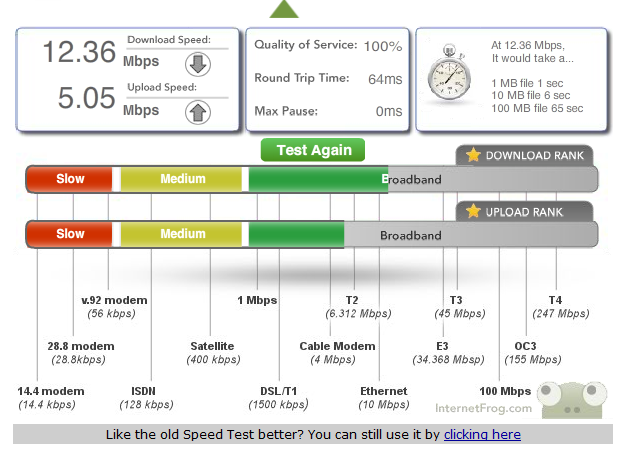 12.36 Mbps
Download Speed:
5.05 Mbps
Upload Speed:
Quality of Service: 100%
Round Trip Time: 64ms
Max Pause: 0ms
At 12.36 Mbps,
It would take a...
1 MB file 1 sec
10 MB file 6 sec
100 MB file 65 sec
Test Again
DOWNLOAD RANK
Slow Medium Broadband
UPLOAD RANK
Slow Medium Broadband
v.92 modem 1 Mbps T2 T3 T4
(56 kbps) (6.312 Mbps) (45 Mbps) (247 Mbps)
28.8 modem Satellite Cable Modem E3 OC3
(28.8kbps) (400 kbps) (4 Mbps) (34.368 Mbsp) (155 Mbps)
14.4 modem ISDN DSL/T1 Ethernet 100 Mbps
(14.4 kbps) (128 kbps) (1500 kbps) (10 Mbps)
InternetFrog.com
Like the old Speed Test better? You can still use it by clicking here